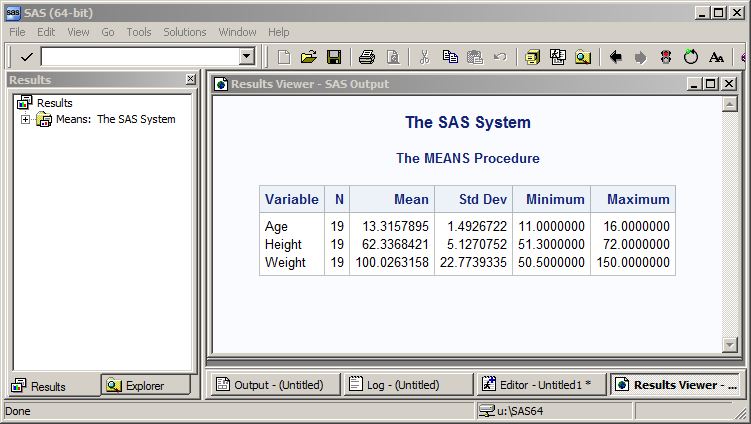 SAS (64-bit)
File Edit View Go Tools Solutions Window Help
Results
Results
Means: The SAS System
Results Explorer
Results Viewer - SAS Output
The SAS System
The MEANS Procedure
Variable N Mean Std Dev Minimum Maximum
Age 19 13.3157895 1.4926722 11.0000000 16.0000000
Height 19 62.3368421 5.1270752 51.3000000 72.0000000
Weight 19 100.0263158 22.7739335 50.5000000 150.0000000
Output - (Untitled) Log - (Untitled) Editor - Untitled1 * Results Viewer - ...
Done u:\SAS64